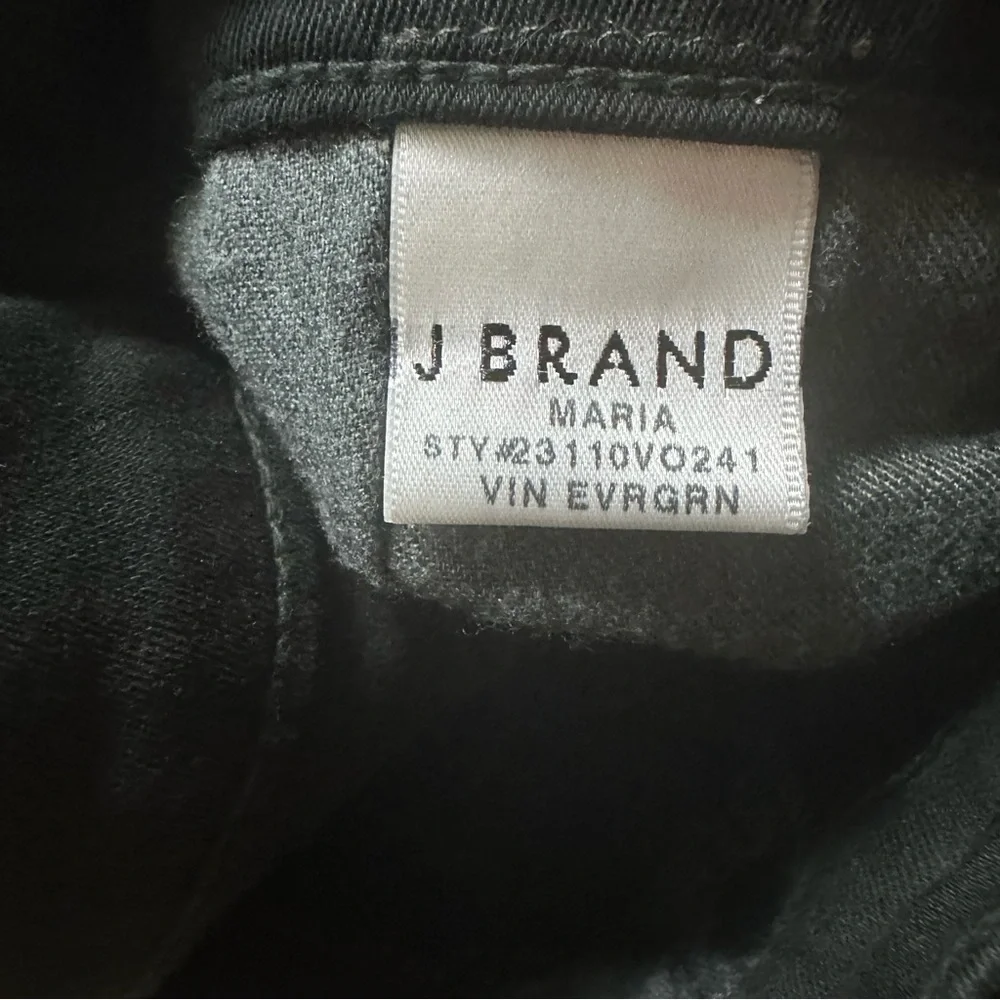 J BRAND
MARIA
STY#23110VO241
VIN EVRGRN